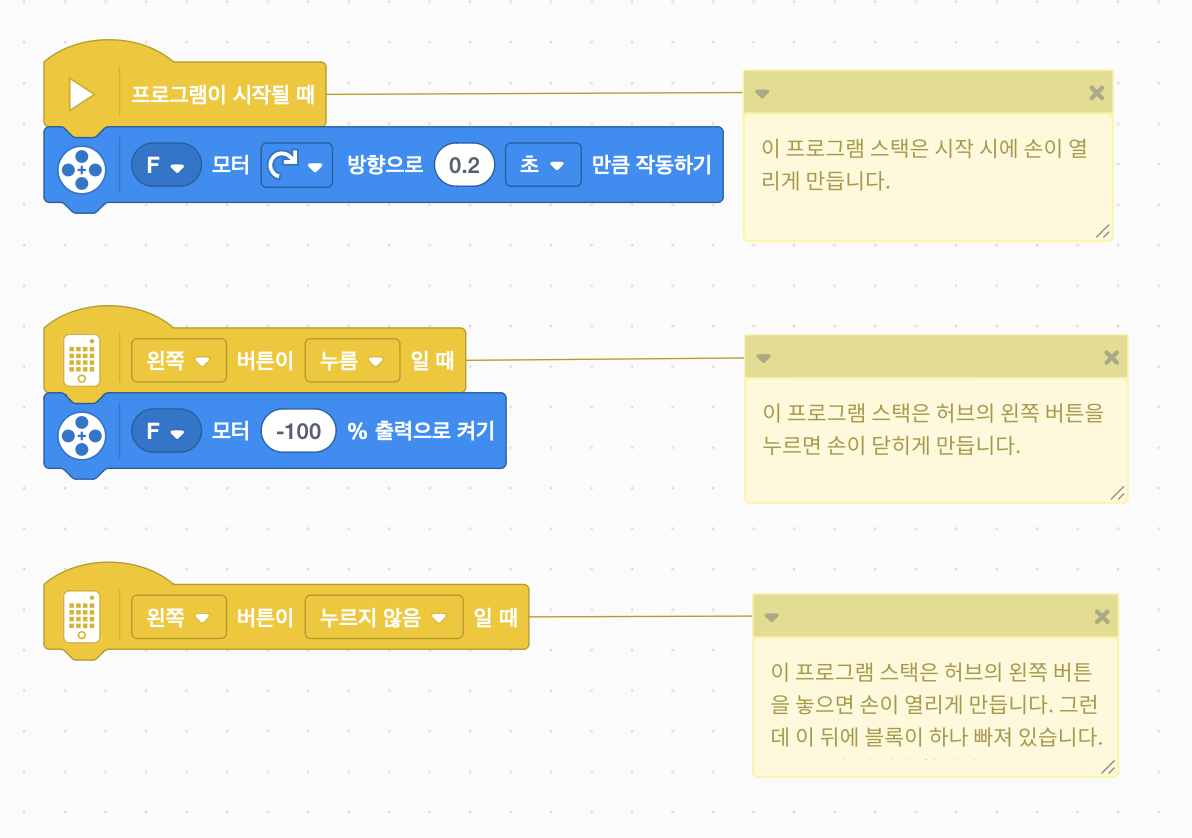 프로그램이 시작될 때
F 모터 방향으로 0.2 초 만큼 작동하기
이 프로그램 스택은 시작 시에 손이 열
리게 만듭니다.
왼쪽 버튼이 누름 일 때
F 모터 -100 % 출력으로 켜기
이 프로그램 스택은 허브의 왼쪽 버튼을
누르면 손이 닫히게 만듭니다.
왼쪽 버튼이 누르지 않음 일 때
이 프로그램 스택은 허브의 왼쪽 버튼
을 놓으면 손이 열리게 만듭니다. 그런
데 이 뒤에 블록이 하나 빠져 있습니다.